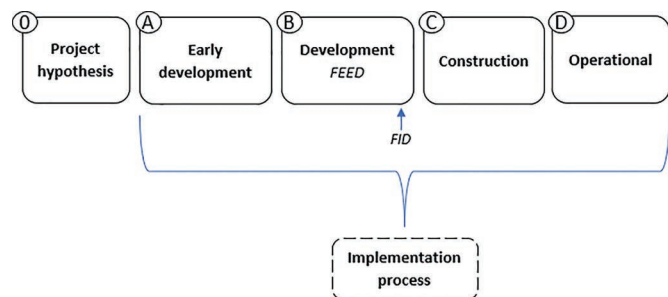 0
Project
hypothesis
A
Early
development
B
Development
FEED
C
Construction
D
Operational
FID
Implementation
process